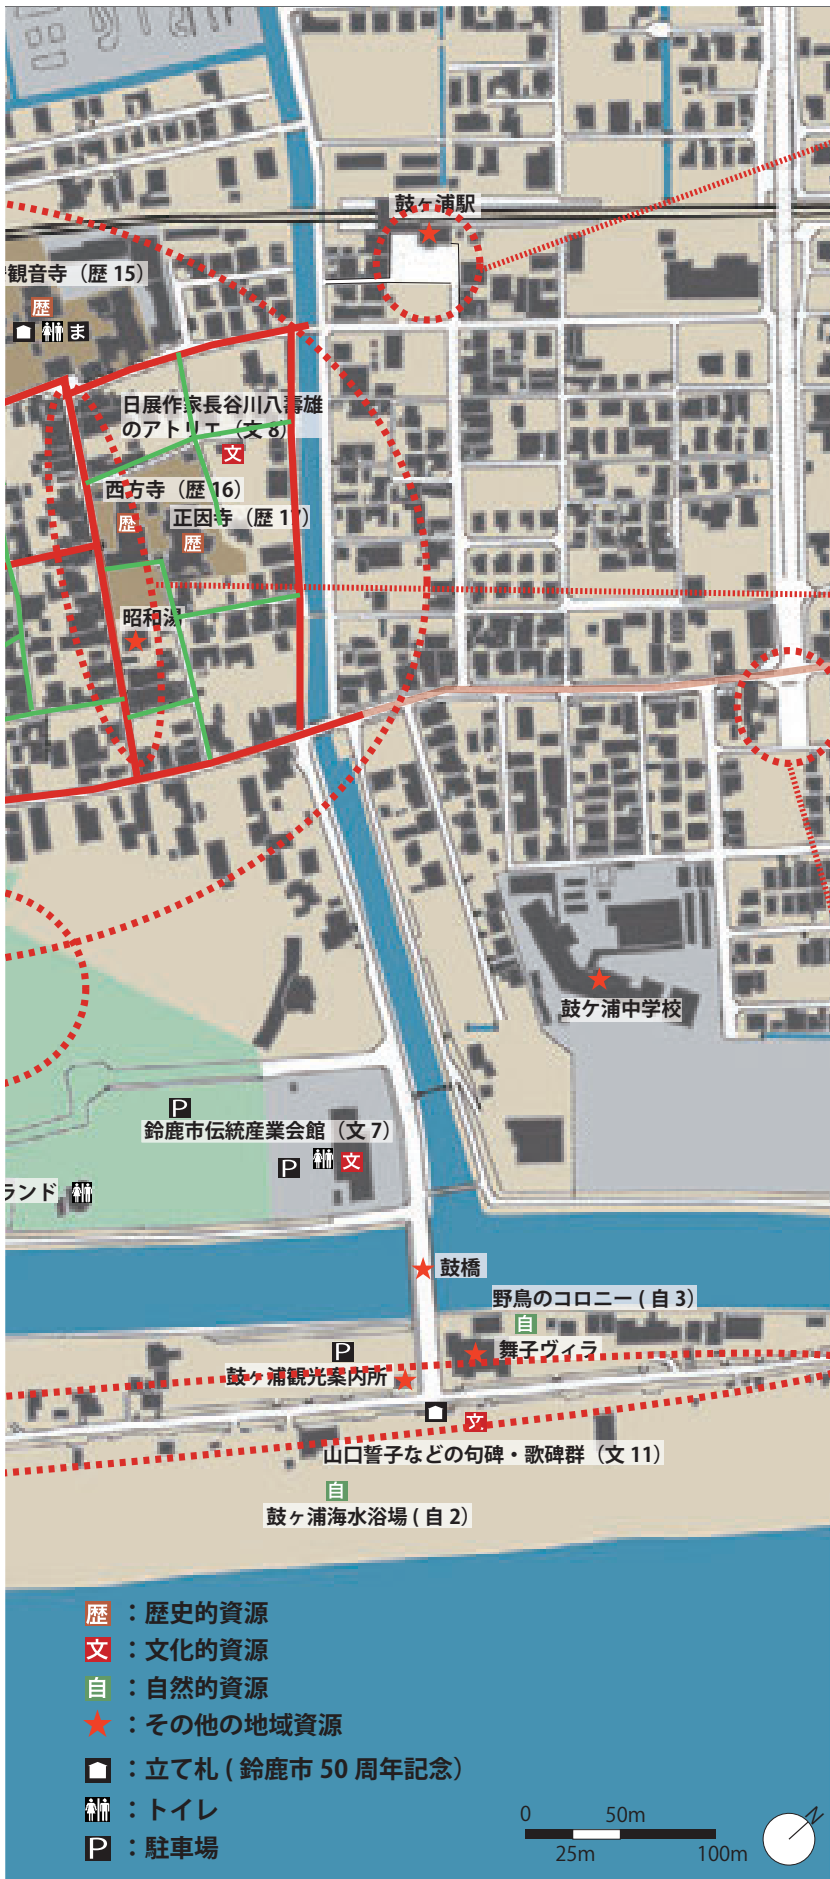 鼓ヶ浦駅
観音寺（歴 15）
歴
ま
日展作家長谷川八壽雄
のアトリエ（文 8）
文
西方寺（歴 16）
歴
正因寺（歴 17）
歴
昭和湯
鼓ケ浦中学校
P
鈴鹿市伝統産業会館（文 7）
P
文
ランド
鼓橋
野鳥のコロニー ( 自 3）
自
舞子ヴィラ
P
鼓ヶ浦観光案内所
文
山口誓子などの句碑・歌碑群（文 11）
自
鼓ヶ浦海水浴場 ( 自 2）
歴 ：歴史的資源
文 ：文化的資源
自 ：自然的資源
★ ：その他の地域資源
：立て札 ( 鈴鹿市 50 周年記念）
：トイレ
P ：駐車場
0 50m
25m 100m
N